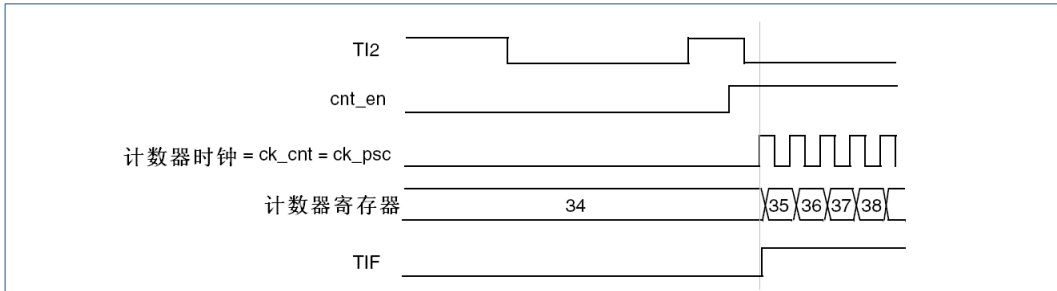 TI2
cnt_en
计数器时钟 = ck_cnt = ck_psc
计数器寄存器 34 35 36 37 38
TIF